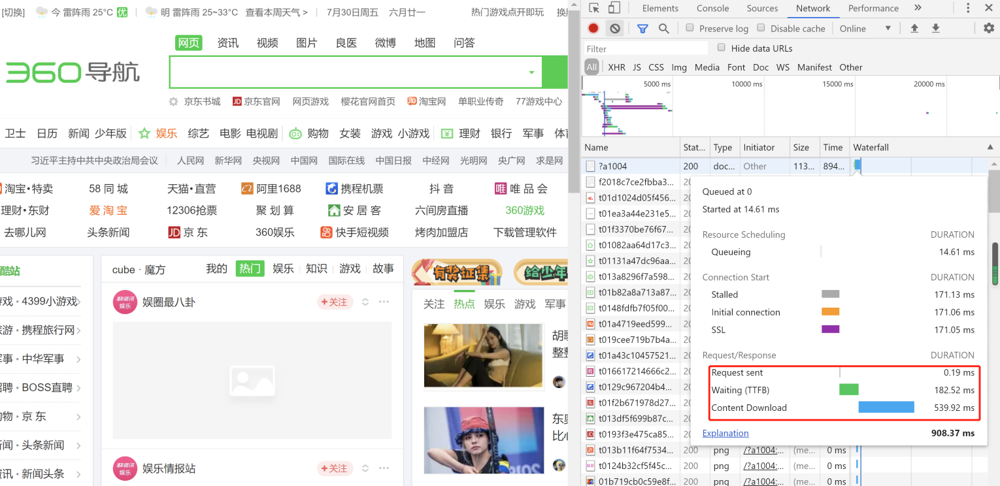 [切换] 今 雷阵雨 25°C 优 | 明 雷阵雨 25~33°C 查看本周天气 > | 7月30日周五 六月廿一 热门游戏点开即玩
网页 资讯 视频 图片 良医 微博 地图 问答
360导航
京东书城 JD 京东官网 网页游戏 樱花官网首页 淘 淘宝网 单职业传奇 77游戏中心
卫士 日历 新闻 少年版 娱乐 综艺 电影 电视剧 购物 女装 游戏 小游戏 理财 银行 军事
习近平主持中共中央政治局会议 人民网 新华网 央视网 中国网 国际在线 中国日报 中经网 光明网 央广网 求是网
淘宝•特卖 58 同 城 天猫•直营 阿里1688 携程机票 抖 音 唯 唯 品 会
理财•东财 爱 淘 宝 12306抢票 聚 划 算 安 居 客 六间房直播 360游戏
去哪儿网 头条新闻 JD 京 东 360娱乐 快手短视频 烤肉加盟店 下载管理软件
酷站
戏 · 4399小游戏
游 · 携程旅行网
军事 · 中华军事
聘 · BOSS直聘
物 · 京 东
闻 · 头条新闻
资讯 · 新闻头条
cube · 魔方 我的 热门 娱乐 知识 游戏 故事
快资讯 娱乐 娱圈最八卦 +关注
快资讯 娱乐 娱乐情报站 +关注
有奖征集 给少年
关注 热点 娱乐 游戏 军事
胡歌
整整
东奥
比心
Elements Console Sources Network Performance
Preserve log Disable cache Online
Filter Hide data URLs
All XHR JS CSS Img Media Font Doc WS Manifest Other
5000 ms 10000 ms 15000 ms 20000 ms
Name Stat... Type Initiator Size Time Waterfall
?a1004 200 doc... Other 113... 894...
f2018c7ce2fbba3...
t01d1024d05f456...
t01ea3a44e231e5...
t01f3370be76f67...
t01082aa64d17c3...
t01131a47dc96aa...
t013a8296f7a598...
t01b82a8a713a87...
t0148fdfb7f05f00...
t01a4719eed599...
t019cee719b7b4a...
t01a43c10457521...
t016617214666c2...
t0129c967204b4...
t01f2b671978d27...
t013df5f699b87c...
t0193f3e475ca85...
t013b11f64f7534... 200 png /?a1004:... (me... 0 ms
t0124b32cf5f45c... 200 png /?a1004:... (me... 0 ms
01b719cb0c59e8f... 200 png /?a1004:... (me... 0 ms
Queued at 0
Started at 14.61 ms
Resource Scheduling DURATION
Queueing 14.61 ms
Connection Start DURATION
Stalled 171.13 ms
Initial connection 171.06 ms
SSL 171.05 ms
Request/Response DURATION
Request sent 0.19 ms
Waiting (TTFB) 182.52 ms
Content Download 539.92 ms
Explanation 908.37 ms